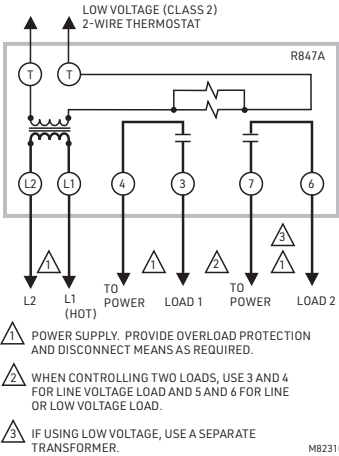 LOW VOLTAGE (CLASS 2)
2-WIRE THERMOSTAT
R847A
T T
L2 L1 4 3 7 6
1 1 2 3 1
L2 L1 (HOT) TO POWER LOAD 1 TO POWER LOAD 2
1 POWER SUPPLY. PROVIDE OVERLOAD PROTECTION
AND DISCONNECT MEANS AS REQUIRED.
2 WHEN CONTROLLING TWO LOADS, USE 3 AND 4
FOR LINE VOLTAGE LOAD AND 5 AND 6 FOR LINE
OR LOW VOLTAGE LOAD.
3 IF USING LOW VOLTAGE, USE A SEPARATE
TRANSFORMER.